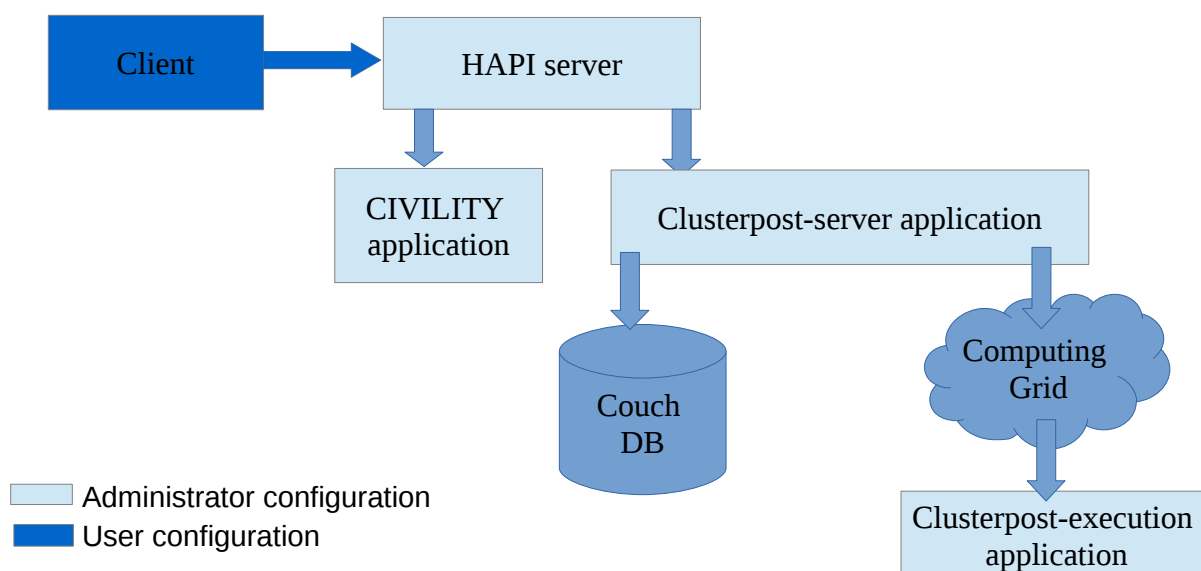 Client
HAPI server
CIVILITY
application
Clusterpost-server application
Computing
Grid
Couch
DB
Administrator configuration
User configuration
Clusterpost-execution
application